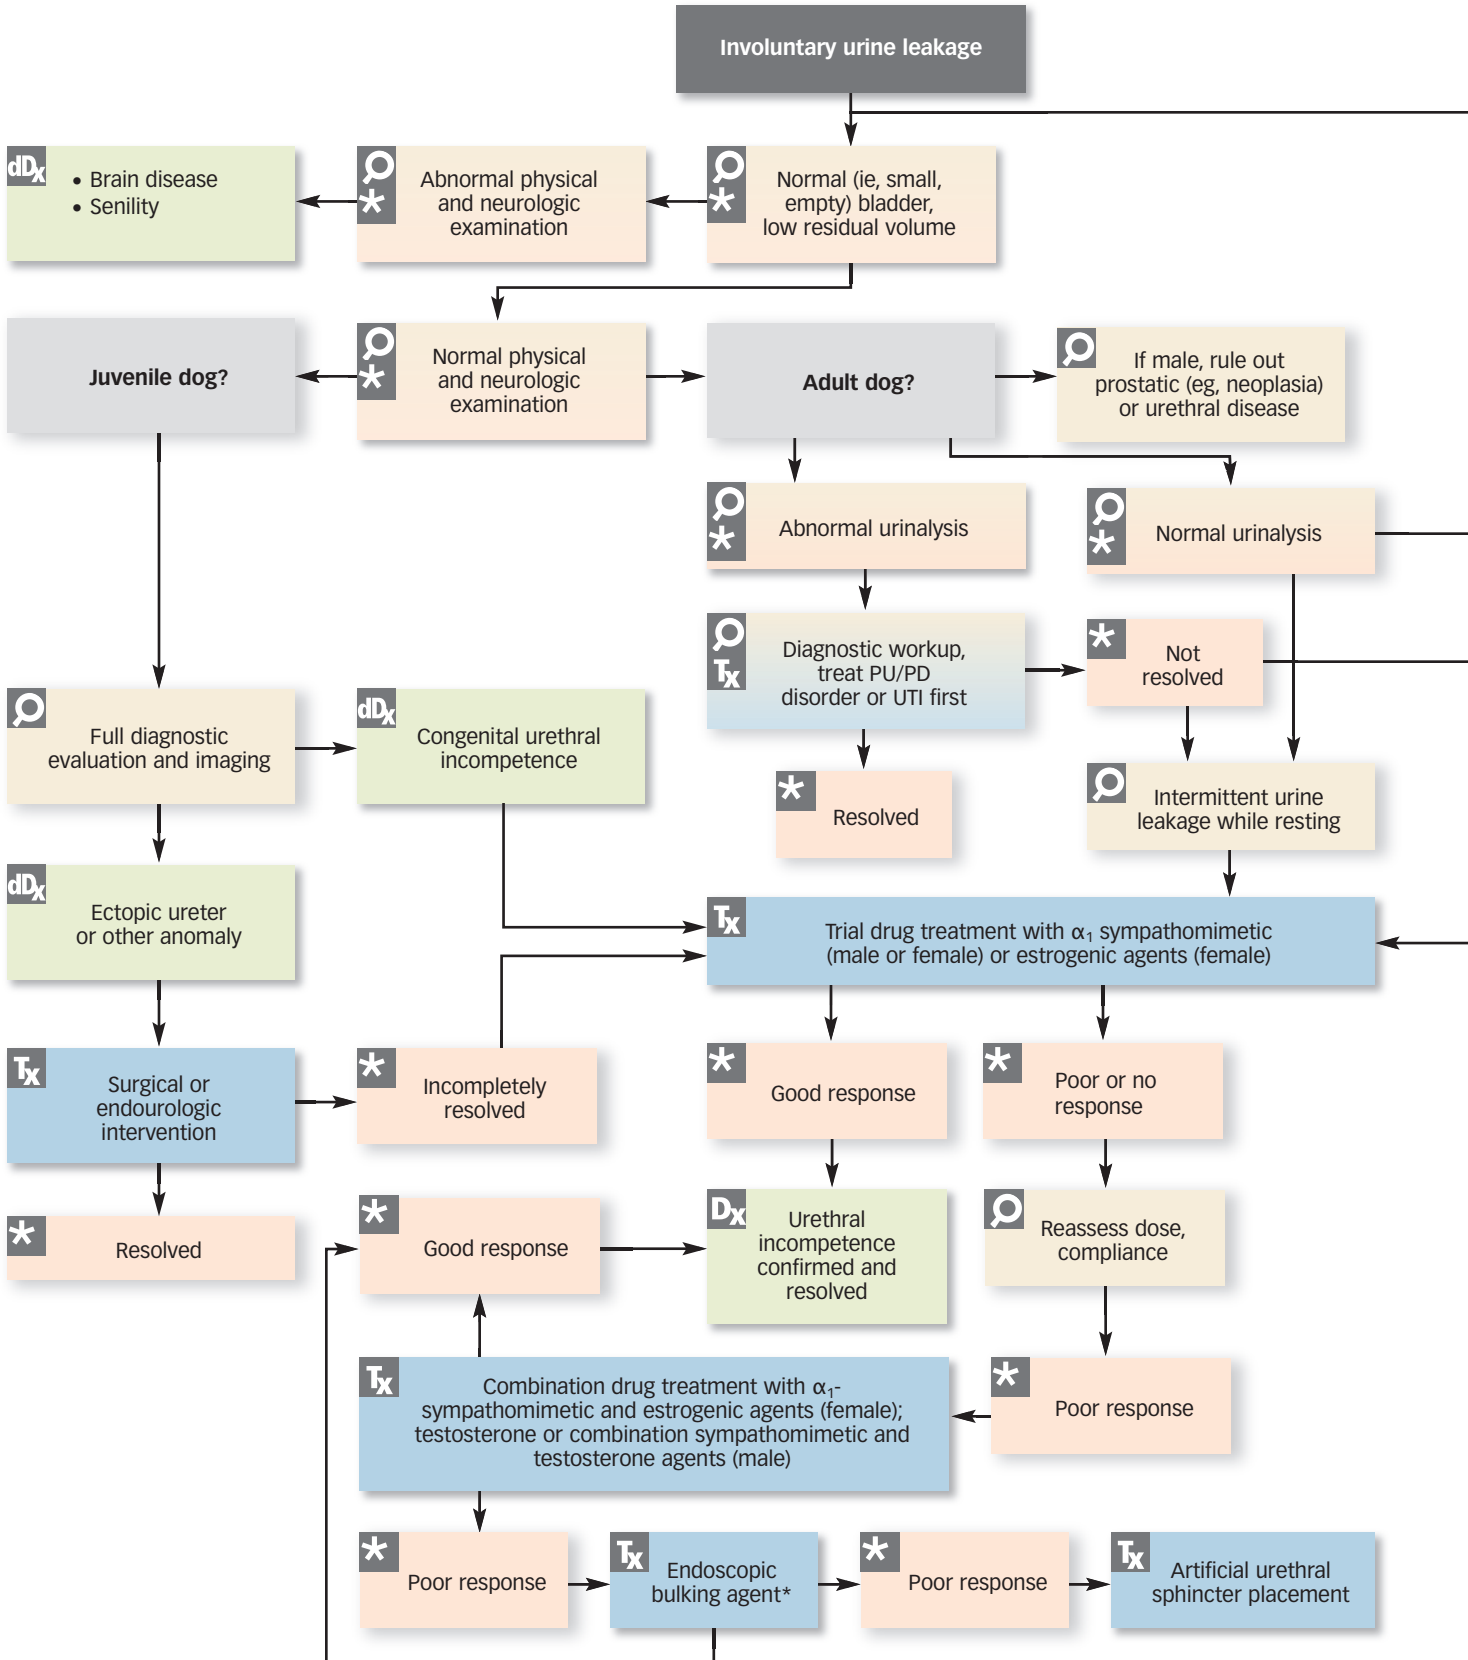 Involuntary urine leakage
dDx
• Brain disease
• Senility
*
Abnormal physical
and neurologic
examination
*
Normal (ie, small,
empty) bladder,
low residual volume
Juvenile dog?
*
Normal physical
and neurologic
examination
Adult dog?
If male, rule out
prostatic (eg, neoplasia)
or urethral disease
*
Abnormal urinalysis
*
Normal urinalysis
Tx
Diagnostic workup,
treat PU/PD
disorder or UTI first
*
Not
resolved
Full diagnostic
evaluation and imaging
dDx
Congenital urethral
incompetence
*
Resolved
Intermittent urine
leakage while resting
dDx
Ectopic ureter
or other anomaly
Tx
Trial drug treatment with α₁ sympathomimetic
(male or female) or estrogenic agents (female)
Tx
Surgical or
endourologic
intervention
*
Incompletely
resolved
*
Good response
*
Poor or no
response
*
Resolved
*
Good response
Dx
Urethral
incompetence
confirmed and
resolved
Reassess dose,
compliance
Tx
Combination drug treatment with α₁-
sympathomimetic and estrogenic agents (female);
testosterone or combination sympathomimetic and
testosterone agents (male)
*
Poor response
*
Poor response
Tx
Endoscopic
bulking agent*
*
Poor response
Tx
Artificial urethral
sphincter placement